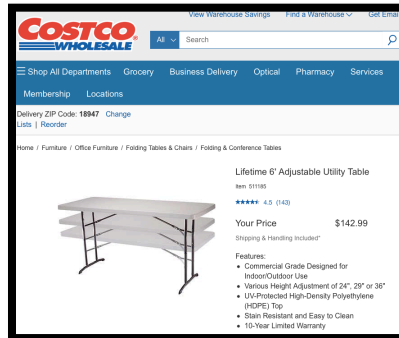 View Warehouse Savings Find a Warehouse Get Emai
COSTCO
WHOLESALE
All Search
Shop All Departments Grocery Business Delivery Optical Pharmacy Services
Membership Locations
Delivery ZIP Code: 18947 Change
Lists | Reorder
Home / Furniture / Office Furniture / Folding Tables & Chairs / Folding & Conference Tables
Lifetime 6' Adjustable Utility Table
Item 511185
4.5 (143)
Your Price $142.99
Shipping & Handling Included*
Features:
• Commercial Grade Designed for
Indoor/Outdoor Use
• Various Height Adjustment of 24", 29" or 36"
• UV-Protected High-Density Polyethylene
(HDPE) Top
• Stain Resistant and Easy to Clean
• 10-Year Limited Warranty